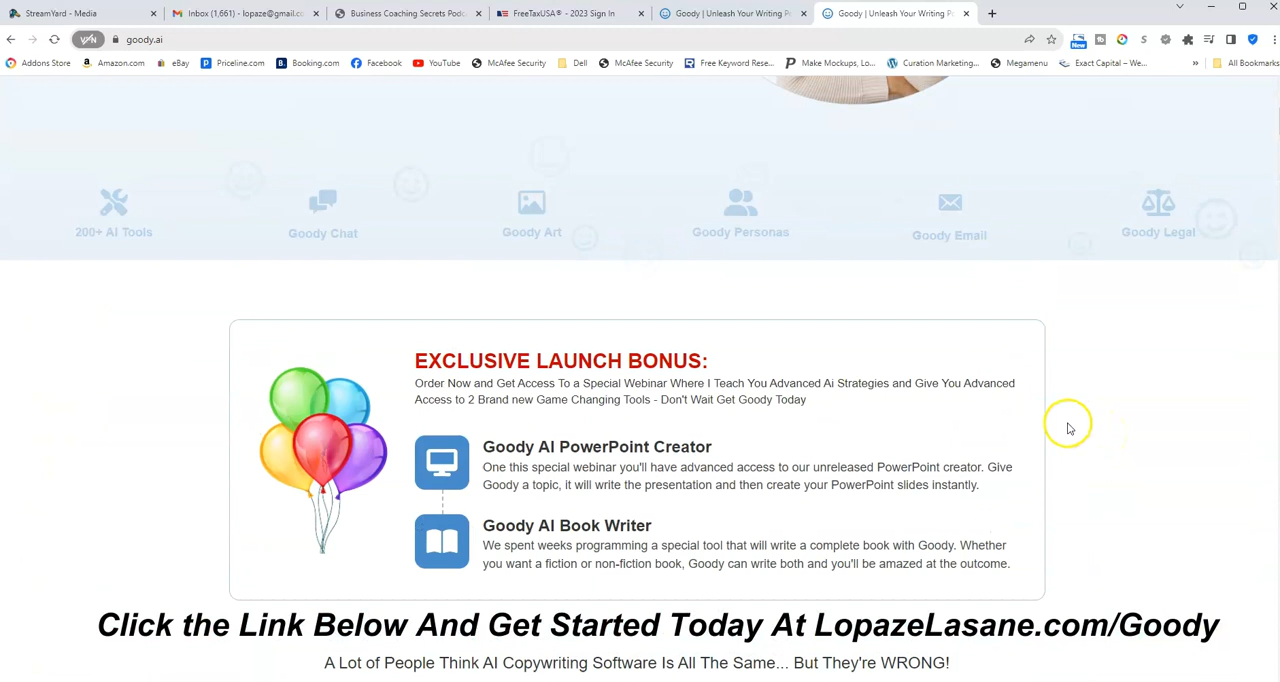 StreamYard - Media
Inbox (1,661) - lopaze@gmail.co
Business Coaching Secrets Podc
FreeTaxUSA® - 2023 Sign In
Goody | Unleash Your Writing P
Goody | Unleash Your Writing P
VPN
goody.ai
New
S
Addons Store
Amazon.com
eBay
Priceline.com
Booking.com
Facebook
YouTube
McAfee Security
Dell
McAfee Security
Free Keyword Rese...
Make Mockups, Lo...
Curation Marketing...
Megamenu
Exact Capital – We...
»
All Bookmarks
200+ AI Tools
Goody Chat
Goody Art
Goody Personas
Goody Email
Goody Legal
EXCLUSIVE LAUNCH BONUS:
Order Now and Get Access To a Special Webinar Where I Teach You Advanced Ai Strategies and Give You Advanced
Access to 2 Brand new Game Changing Tools - Don't Wait Get Goody Today
Goody AI PowerPoint Creator
One this special webinar you'll have advanced access to our unreleased PowerPoint creator. Give
Goody a topic, it will write the presentation and then create your PowerPoint slides instantly.
Goody AI Book Writer
We spent weeks programming a special tool that will write a complete book with Goody. Whether
you want a fiction or non-fiction book, Goody can write both and you'll be amazed at the outcome.
Click the Link Below And Get Started Today At LopazeLasane.com/Goody
A Lot of People Think AI Copywriting Software Is All The Same... But They're WRONG!